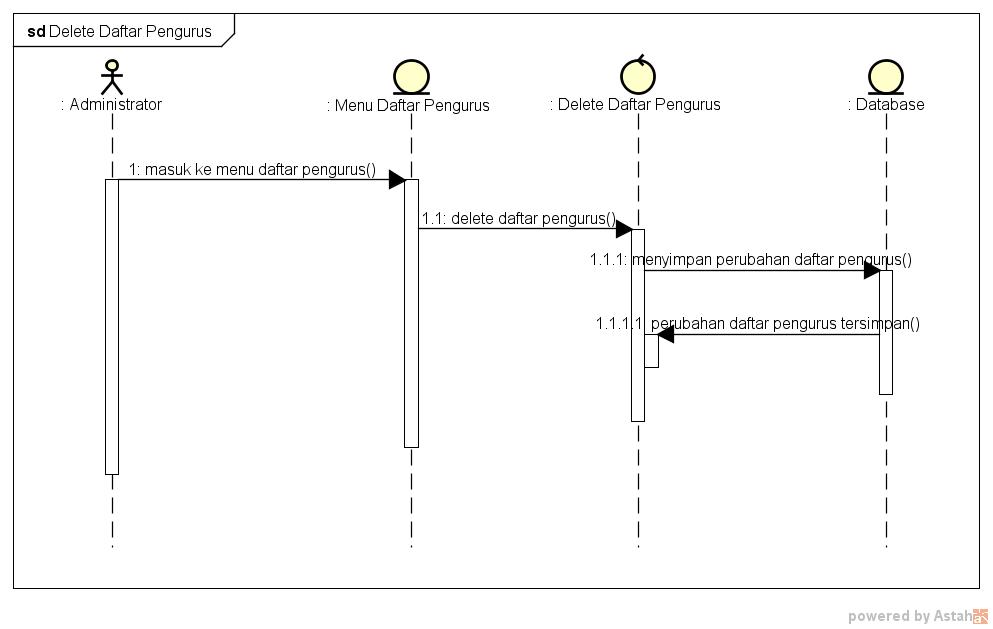 sd Delete Daftar Pengurus
: Administrator
: Menu Daftar Pengurus
: Delete Daftar Pengurus
: Database
1: masuk ke menu daftar pengurus()
1.1: delete daftar pengurus()
1.1.1: menyimpan perubahan daftar pengurus()
1.1.1.1: perubahan daftar pengurus tersimpan()
powered by Astah